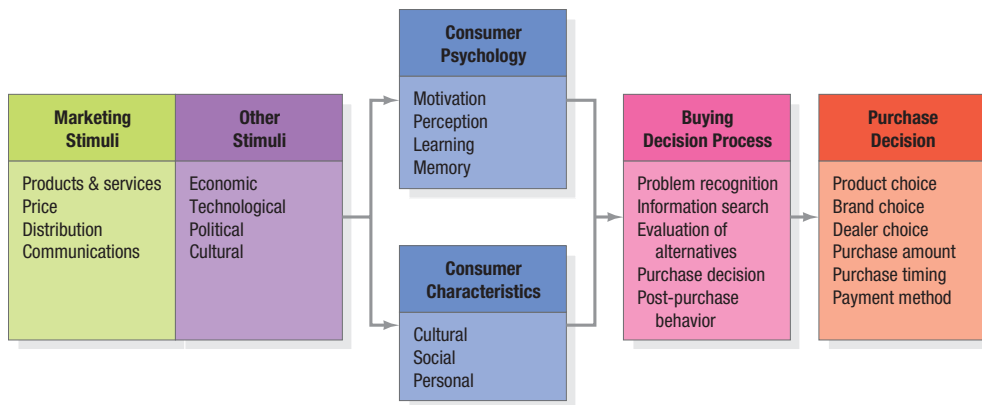 Marketing
Stimuli
Products & services
Price
Distribution
Communications
Other
Stimuli
Economic
Technological
Political
Cultural
Consumer
Psychology
Motivation
Perception
Learning
Memory
Consumer
Characteristics
Cultural
Social
Personal
Buying
Decision Process
Problem recognition
Information search
Evaluation of
alternatives
Purchase decision
Post-purchase
behavior
Purchase
Decision
Product choice
Brand choice
Dealer choice
Purchase amount
Purchase timing
Payment method